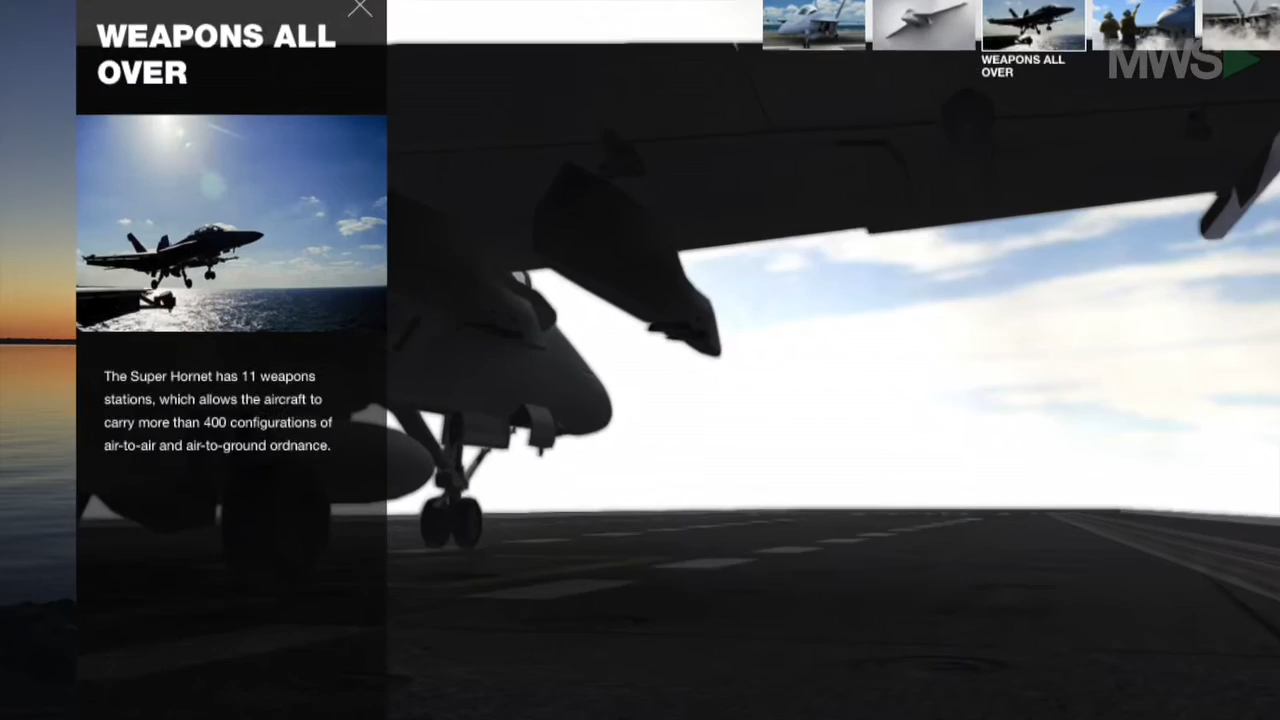 WEAPONS ALL
OVER
The Super Hornet has 11 weapons
stations, which allows the aircraft to
carry more than 400 configurations of
air-to-air and air-to-ground ordnance.
WEAPONS ALL
OVER
MWS